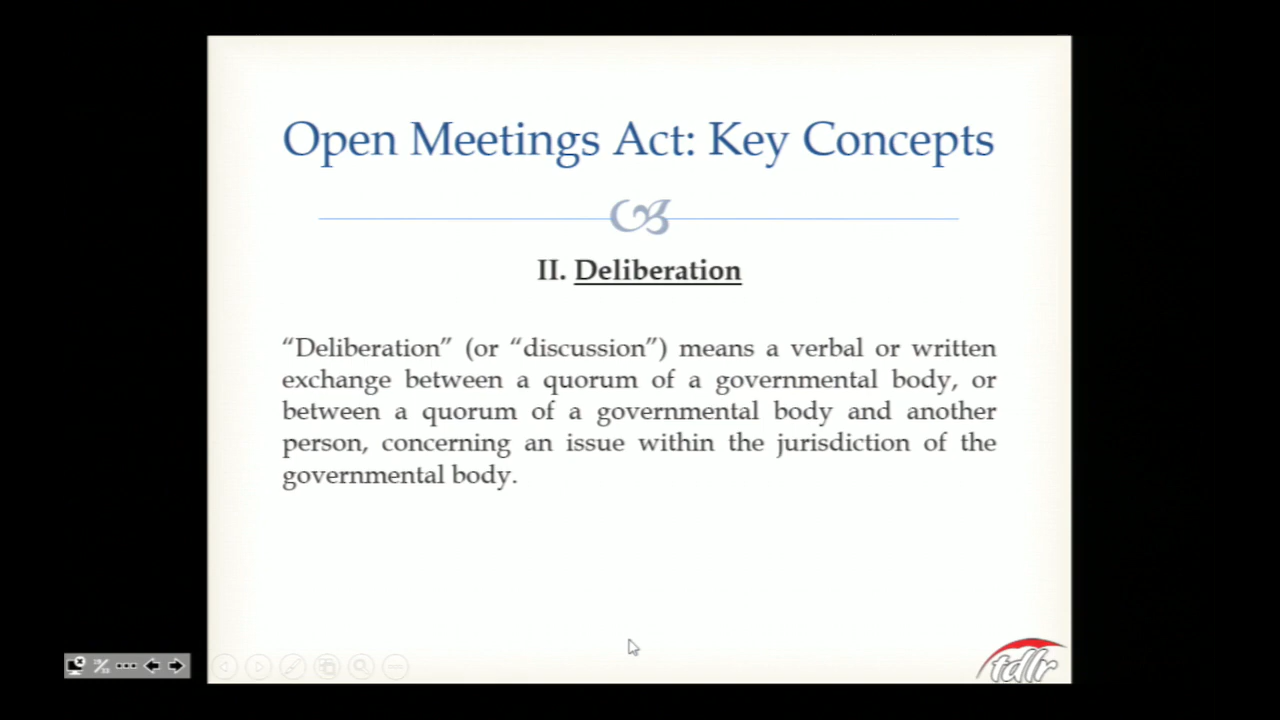 Open Meetings Act: Key Concepts
II. Deliberation
“Deliberation” (or “discussion”) means a verbal or written
exchange between a quorum of a governmental body, or
between a quorum of a governmental body and another
person, concerning an issue within the jurisdiction of the
governmental body.
tdlr